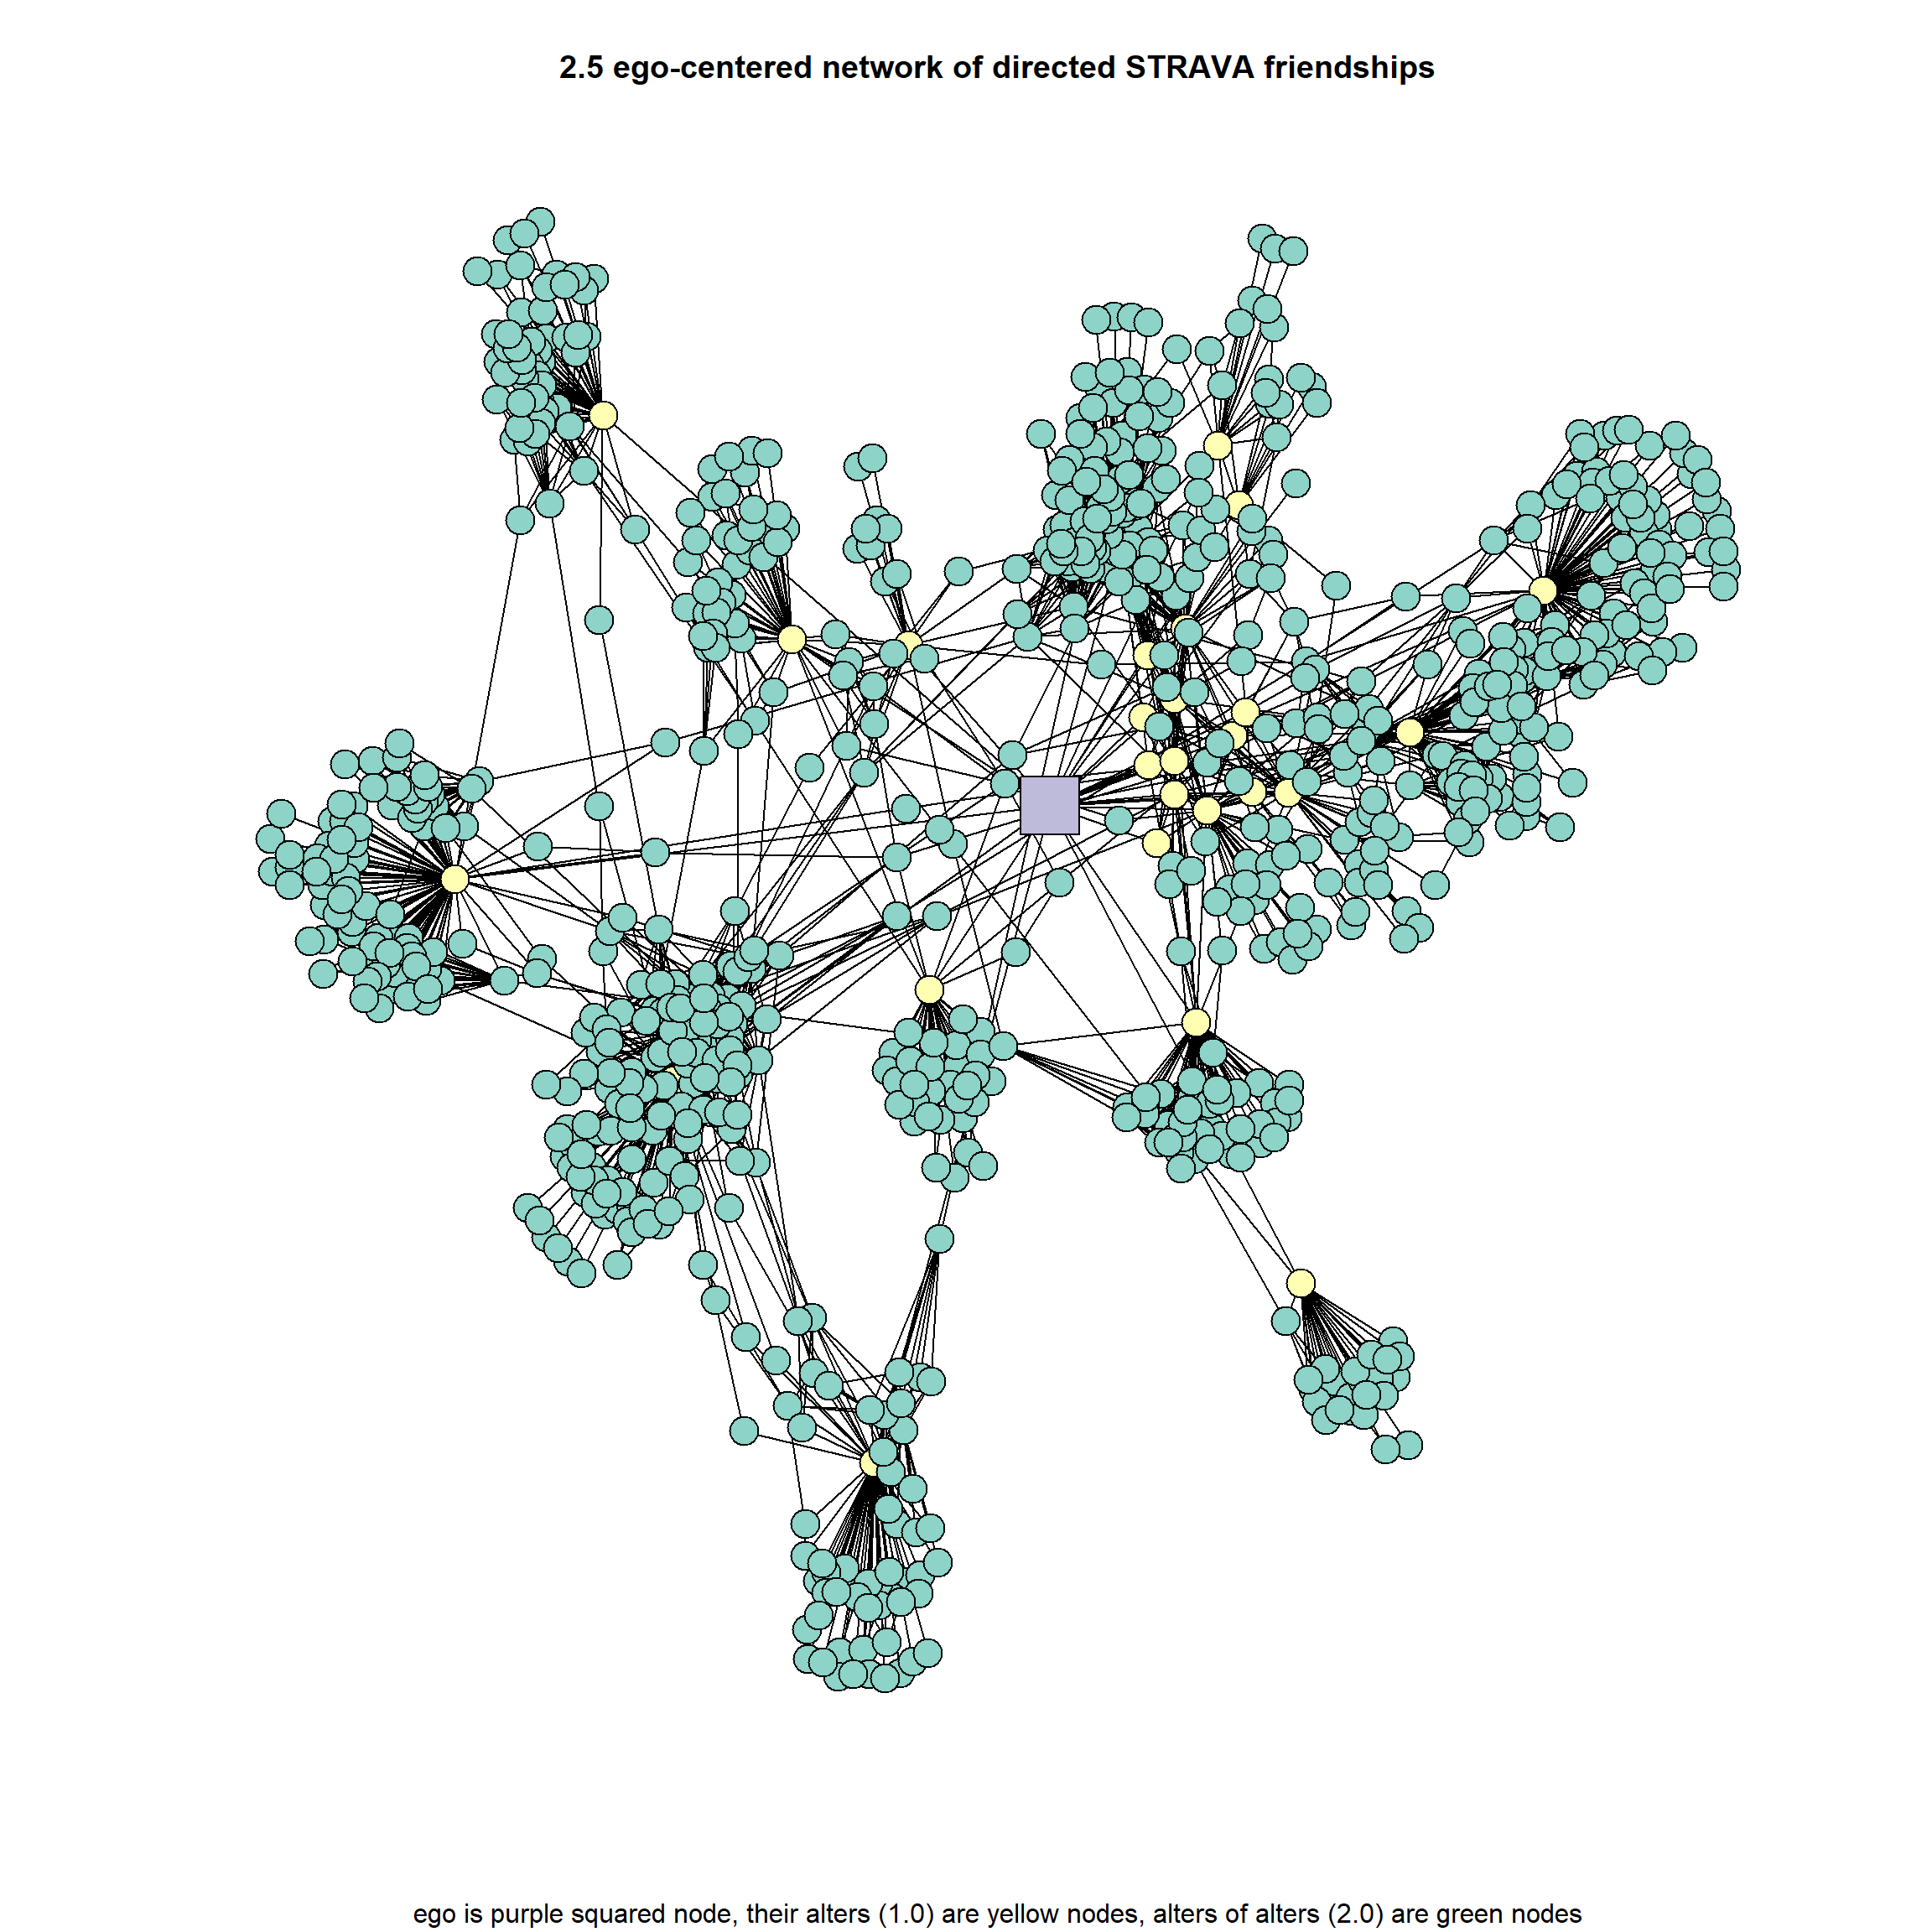 2.5 ego-centered network of directed STRAVA friendships
ego is purple squared node, their alters (1.0) are yellow nodes, alters of alters (2.0) are green nodes